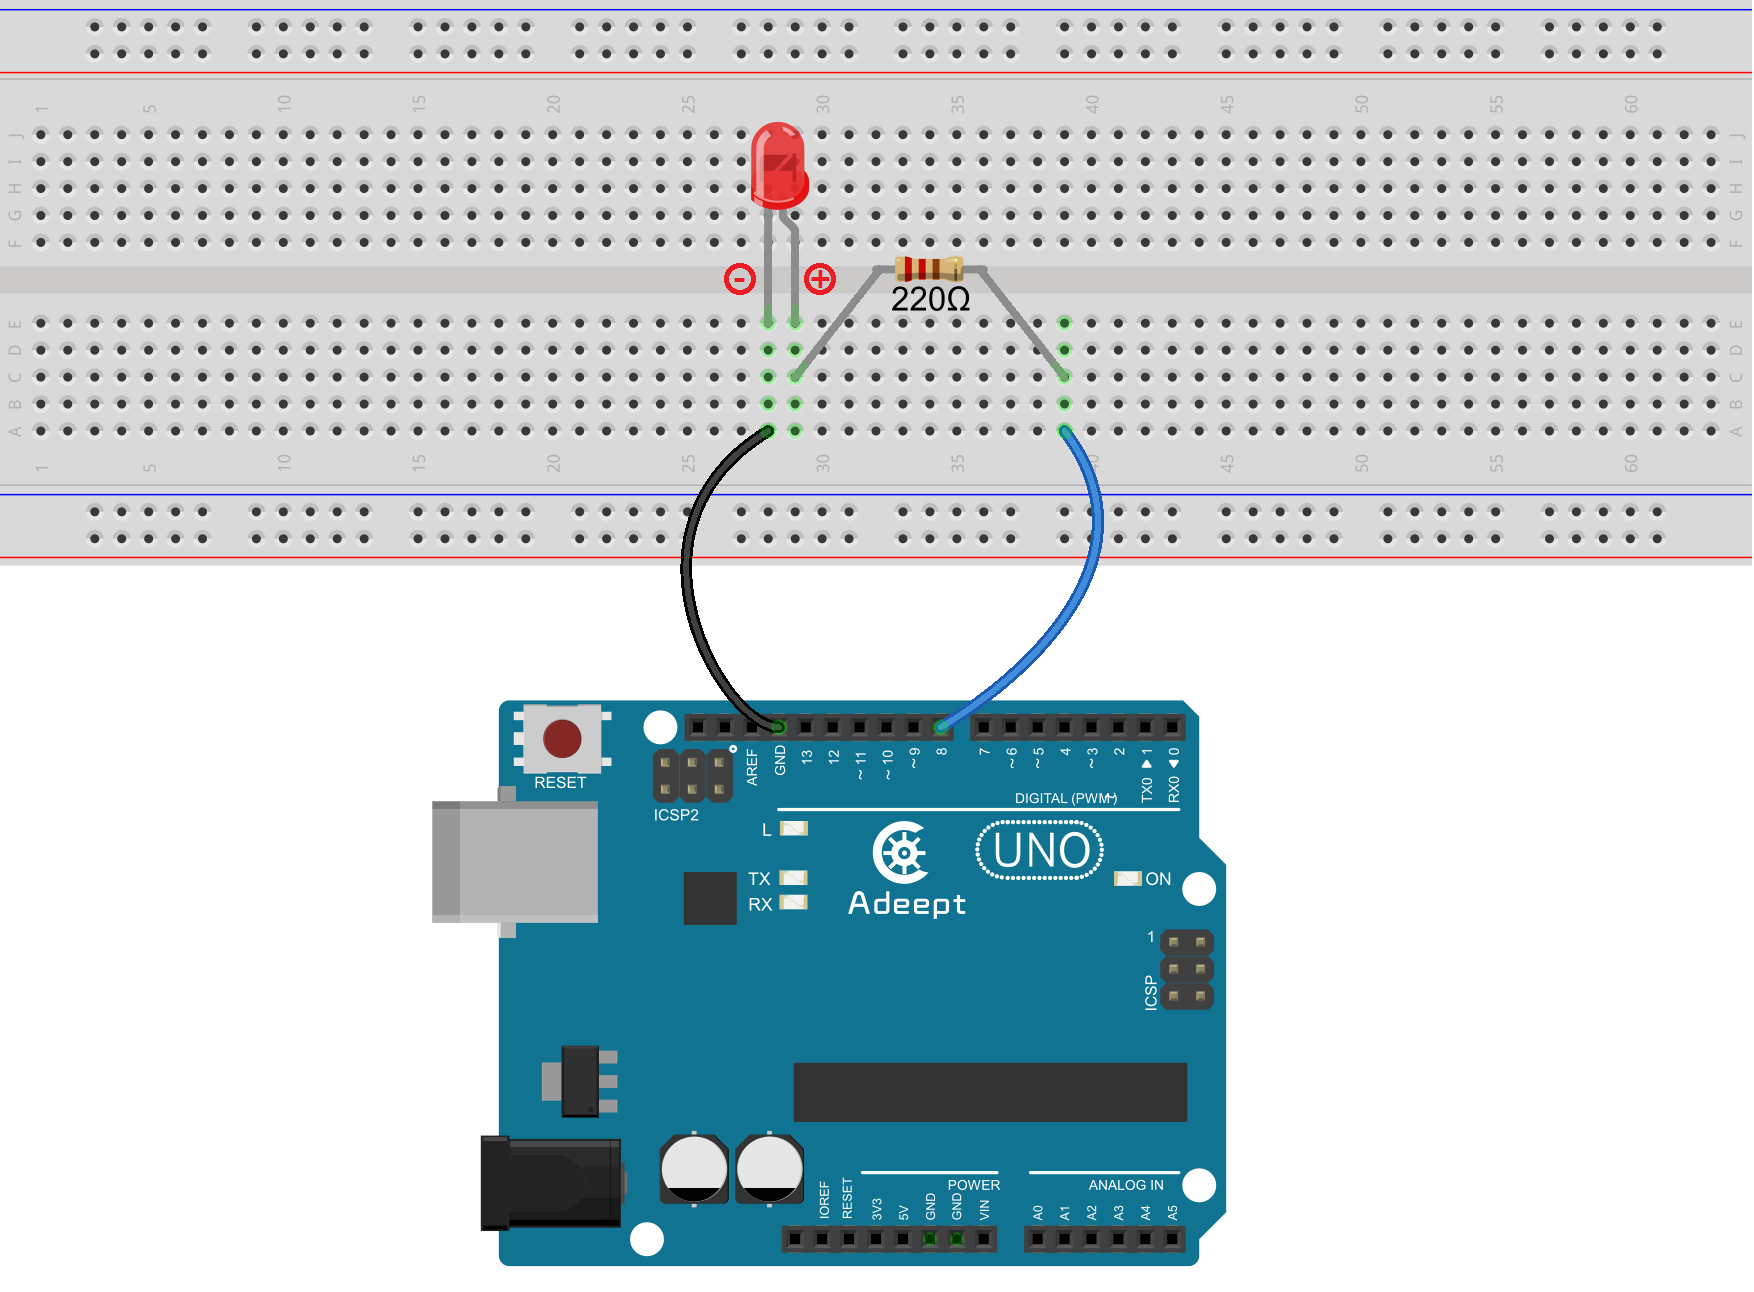 1 5 10 15 20 25 30 35 40 45 50 55 60
J J
I I
H H
G G
F F
- +
220Ω
E E
D D
C C
B B
A A
1 5 10 15 20 25 30 35 40 45 50 55 60
RESET
AREF GND 13 12 ~11 ~10 ~9 8 7 ~6 ~5 4 ~3 2 TX0▶1 RX0◀0
ICSP2
DIGITAL (PWM~)
L
TX
RX
UNO
ON
Adeept
1
ICSP
POWER
ANALOG IN
IOREF RESET 3V3 5V GND GND VIN A0 A1 A2 A3 A4 A5